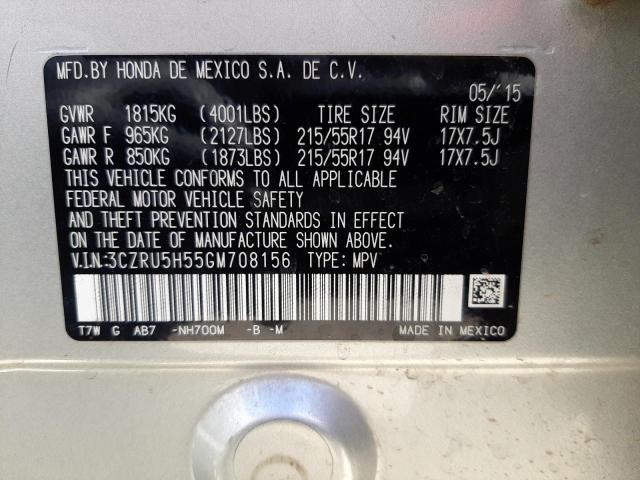 MFD.BY HONDA DE MEXICO S.A. DE C.V.
05/'15
GVWR 1815KG (4001LBS) TIRE SIZE RIM SIZE
GAWR F 965KG (2127LBS) 215/55R17 94V 17X7.5J
GAWR R 850KG (1873LBS) 215/55R17 94V 17X7.5J
THIS VEHICLE CONFORMS TO ALL APPLICABLE
FEDERAL MOTOR VEHICLE SAFETY
AND THEFT PREVENTION STANDARDS IN EFFECT
ON THE DATE OF MANUFACTURE SHOWN ABOVE.
V.I.N:3CZRU5H55GM708156 TYPE: MPV
T7W G AB7 -NH700M -B -M MADE IN MEXICO